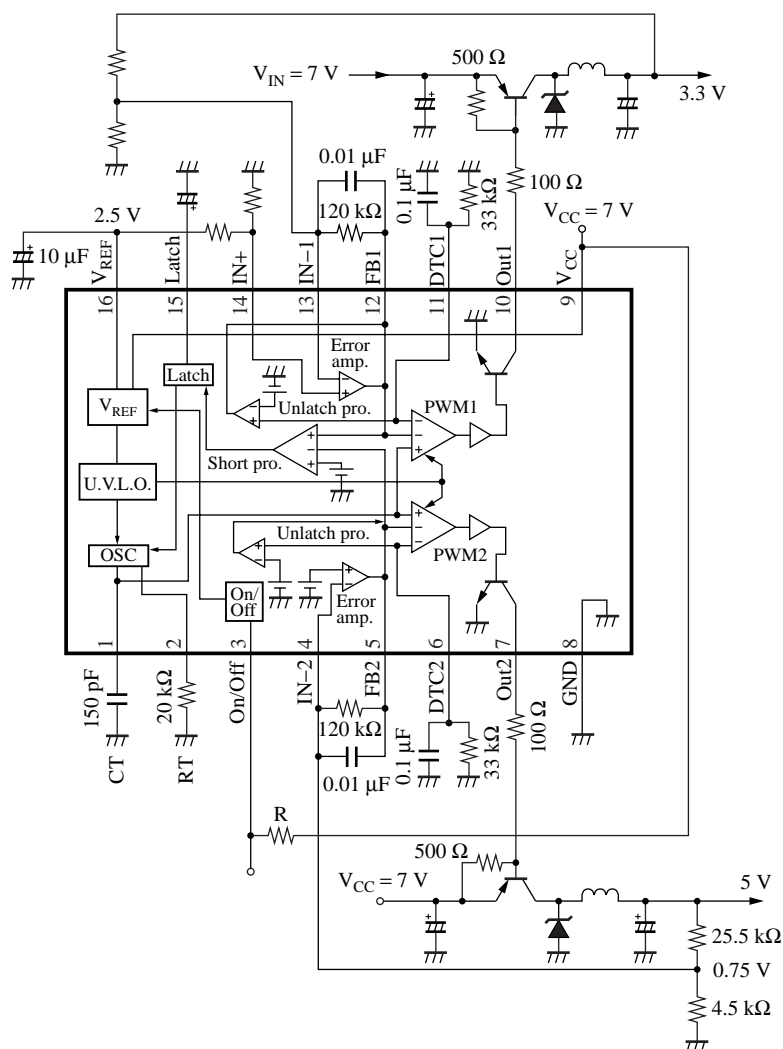 V_IN = 7 V
500 Ω
3.3 V
0.01 µF
120 kΩ
0.1 µF
33 kΩ
100 Ω
V_CC = 7 V
2.5 V
10 µF
V_REF
Latch
IN+
IN−1
FB1
DTC1
Out1
V_CC
16
15
14
13
12
11
10
9
Error
amp.
Latch
V_REF
Unlatch pro.
PWM1
Short pro.
U.V.L.O.
Unlatch pro.
PWM2
OSC
On/
Off
Error
amp.
1
2
3
4
5
6
7
8
150 pF
20 kΩ
On/Off
IN−2
FB2
DTC2
Out2
GND
CT
RT
120 kΩ
0.01 µF
0.1 µF
33 kΩ
100 Ω
R
500 Ω
V_CC = 7 V
5 V
25.5 kΩ
0.75 V
4.5 kΩ